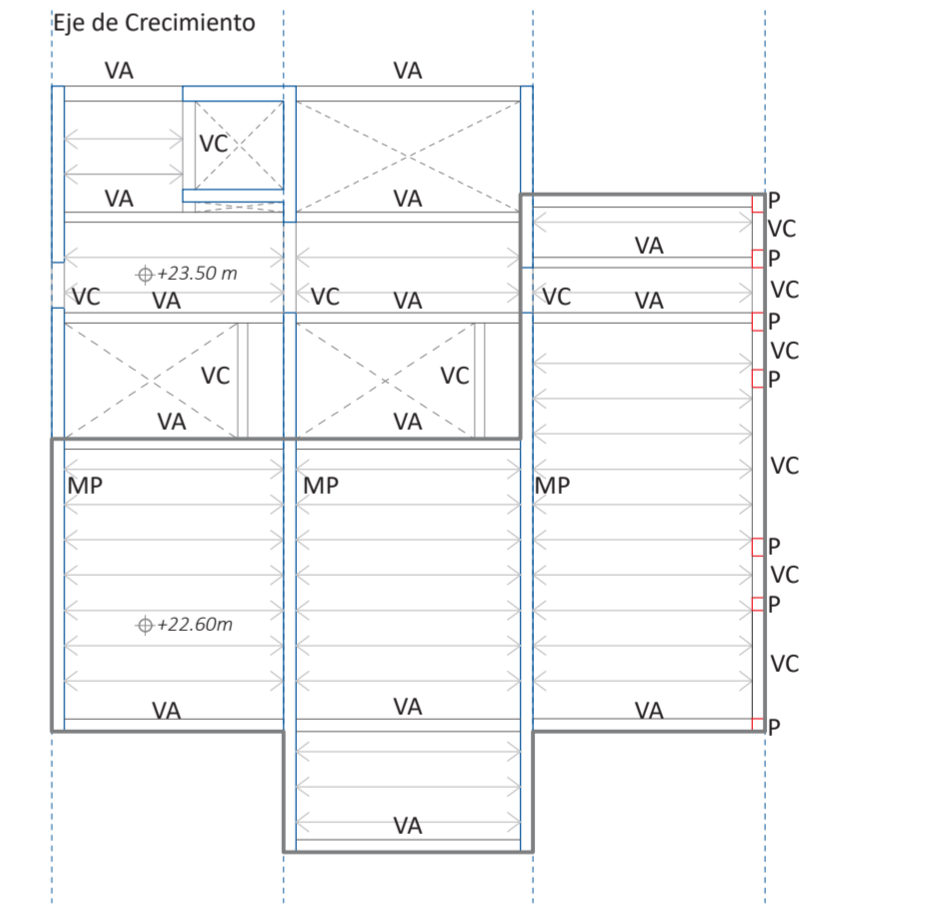 Eje de Crecimiento
VA VA
VC
VA VA
P
VC
VA
P
+23.50 m
VC VA VC VA VC VA VC
P
VC
VC VC
P
VA VA
VC
MP MP MP
P
VC
P
+22.60m
VC
VA VA VA
P
VA